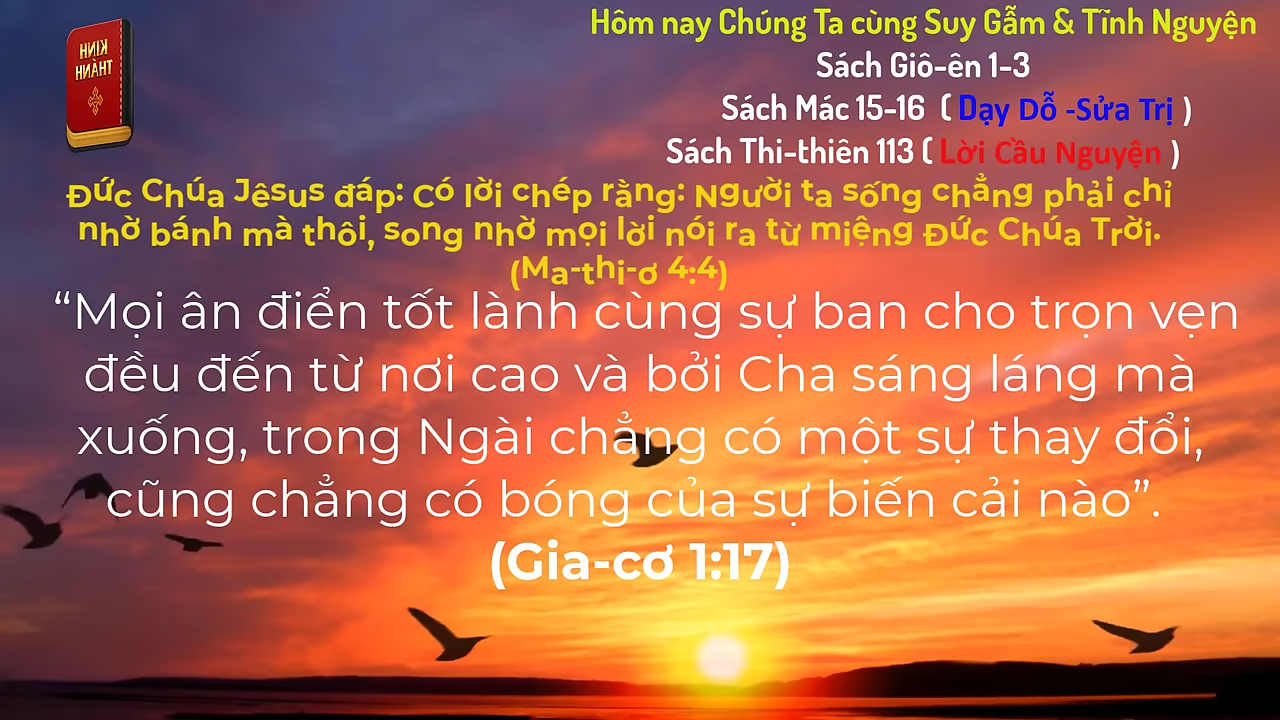 KINH
THÁNH
Hôm nay Chúng Ta cùng Suy Gẫm & Tĩnh Nguyện
Sách Giô-ên 1-3
Sách Mác 15-16 ( Dạy Dỗ -Sửa Trị )
Sách Thi-thiên 113 ( Lời Cầu Nguyện )
Đức Chúa Jêsus đáp: Có lời chép rằng: Người ta sống chẳng phải chỉ
nhờ bánh mà thôi, song nhờ mọi lời nói ra từ miệng Đức Chúa Trời.
(Ma-thi-ơ 4:4)
“Mọi ân điển tốt lành cùng sự ban cho trọn vẹn
đều đến từ nơi cao và bởi Cha sáng láng mà
xuống, trong Ngài chẳng có một sự thay đổi,
cũng chẳng có bóng của sự biến cải nào”.
(Gia-cơ 1:17)